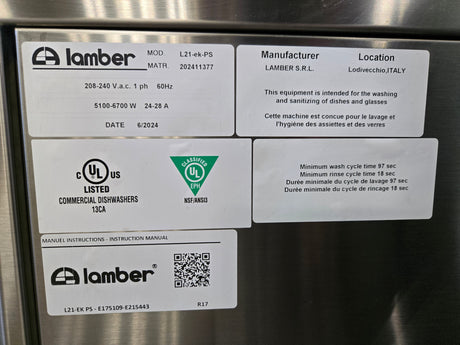 lamber
MOD. L21-ek-PS
MATR. 202411377
208-240 V.a.c. 1 ph 60Hz
5100-6700 W 24-28 A
DATE 6/2024
Manufacturer Location
LAMBER S.R.L. Lodivecchio,ITALY
This equipment is intended for the washing
and sanitizing of dishes and glasses
Cette machine est concue pour le lavage et
l'hygiène des assiettes et des verres
C UL US
LISTED
COMMERCIAL DISHWASHERS
13CA
CLASSIFIED
UL
EPH
NSF/ANSI3
Minimum wash cycle time 97 sec
Minimum rinse cycle time 18 sec
Durée minimale du cycle de lavage 97 sec
Durée minimale du cycle de rincage 18 sec
MANUEL INSTRUCTIONS - INSTRUCTION MANUAL
lamber®
L21-EK PS - E175109-E215443 R17